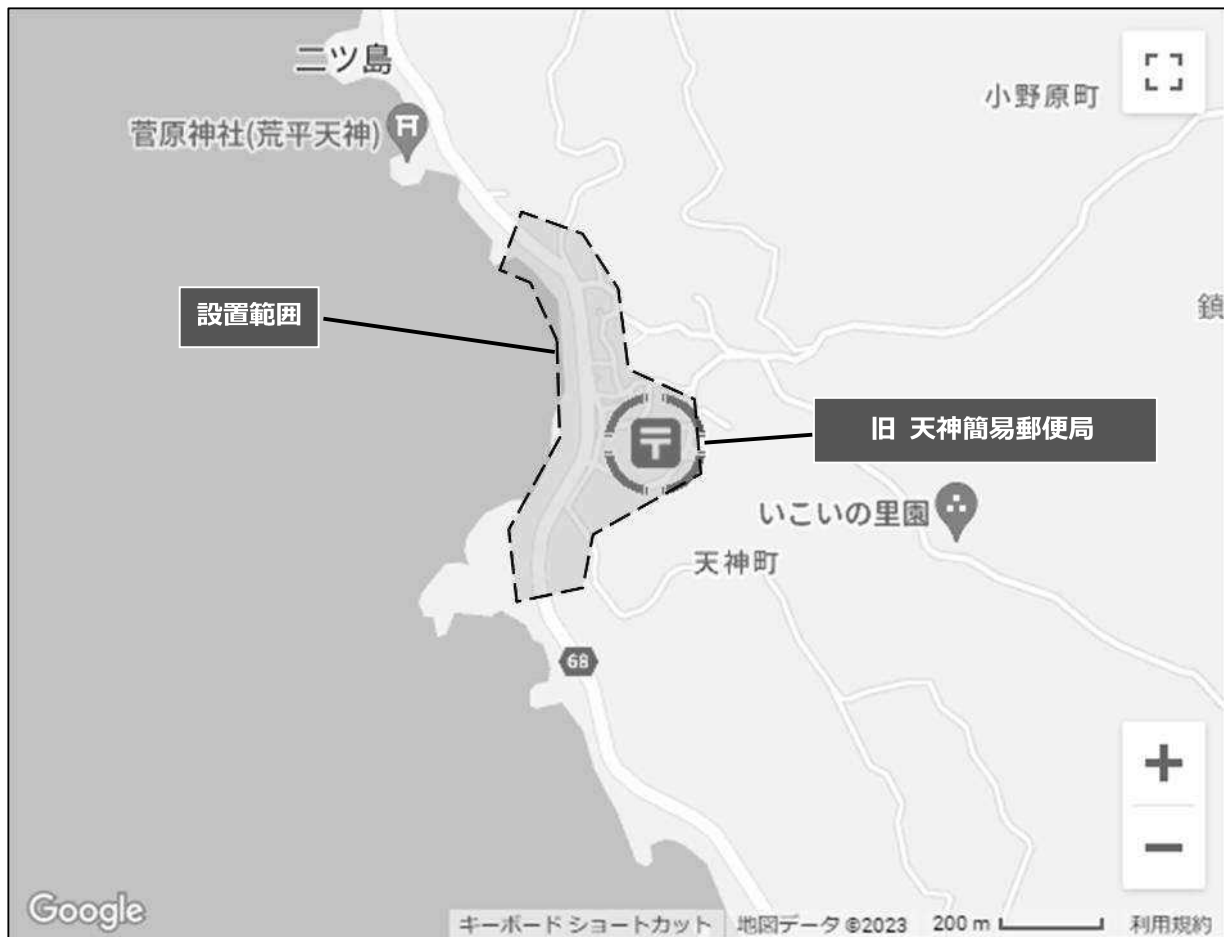 二ツ島
小野原町
菅原神社(荒平天神)
設置範囲
鎮
旧 天神簡易郵便局
いこいの里園
天神町
68
Google
キーボード ショートカット 地図データ ©2023 200 m 利用規約